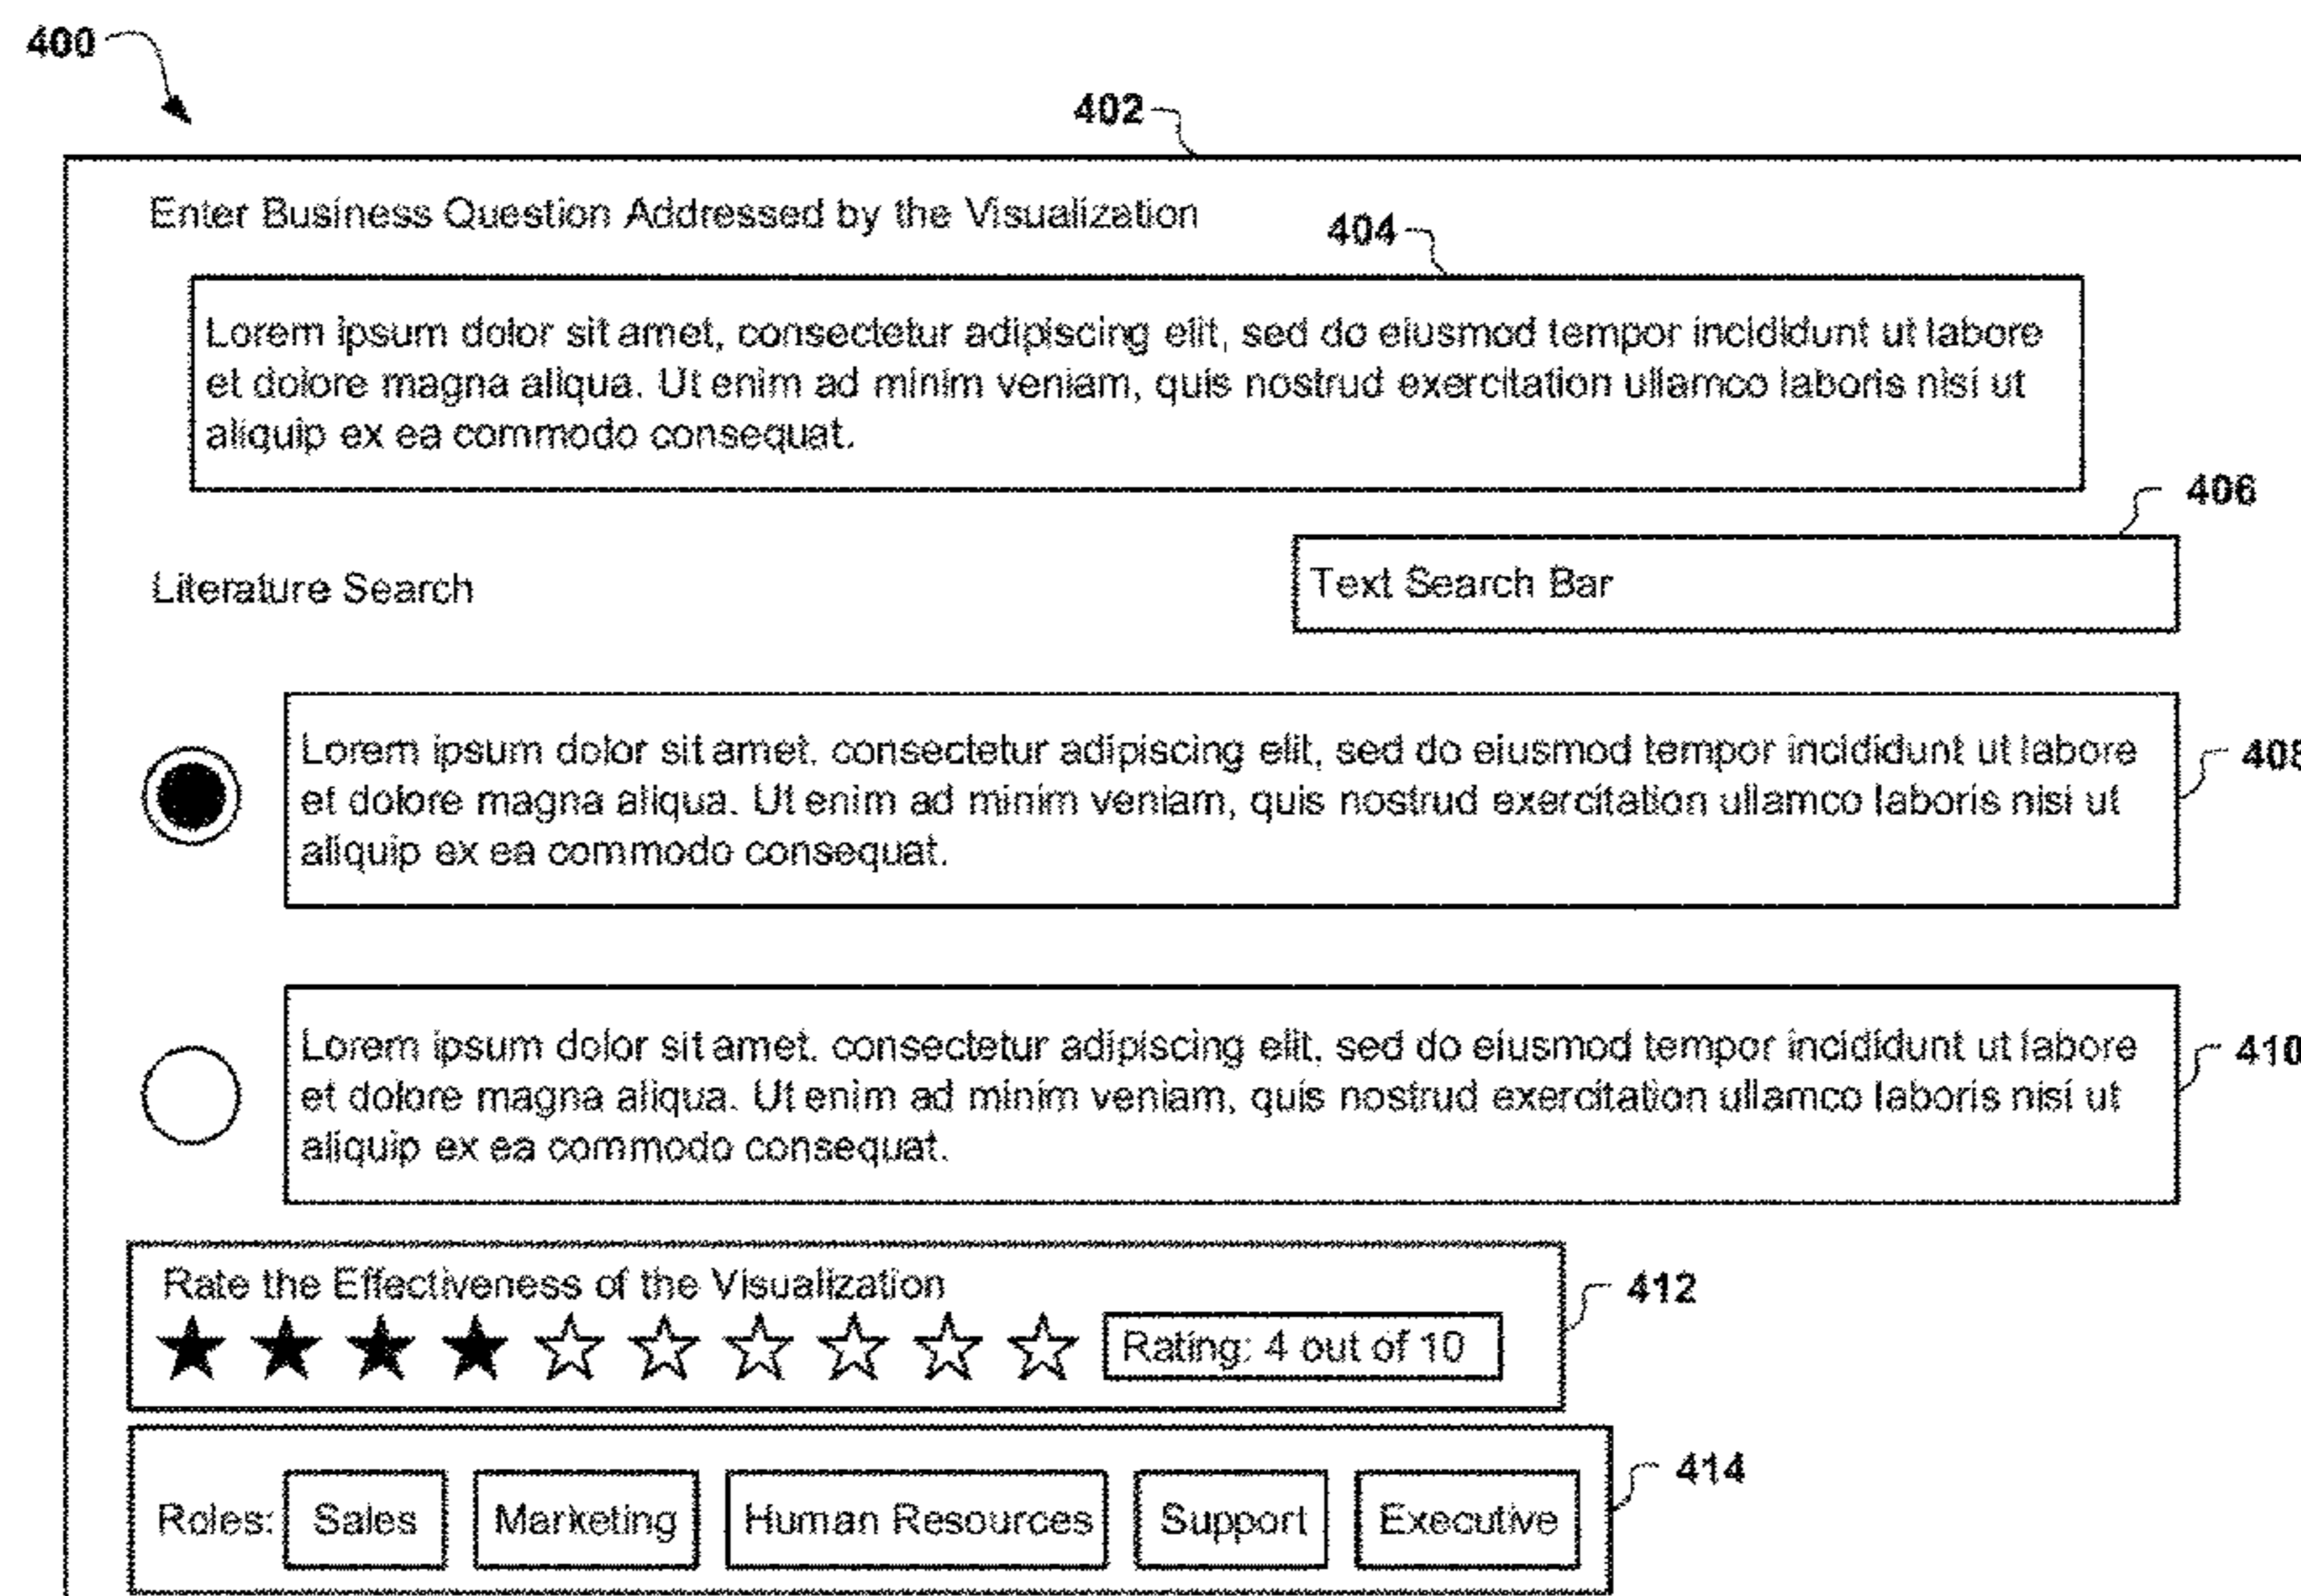 400
402
Enter Business Question Addressed by the Visualization
404
Lorem ipsum dolor sit amet, consectetur adipiscing elit, sed do eiusmod tempor incididunt ut labore
et dolore magna aliqua. Ut enim ad minim veniam, quis nostrud exercitation ullamco laboris nisi ut
aliquip ex ea commodo consequat.
406
Literature Search
Text Search Bar
Lorem ipsum dolor sit amet, consectetur adipiscing elit, sed do eiusmod tempor incididunt ut labore
et dolore magna aliqua. Ut enim ad minim veniam, quis nostrud exercitation ullamco laboris nisi ut
aliquip ex ea commodo consequat.
408
Lorem ipsum dolor sit amet, consectetur adipiscing elit, sed do eiusmod tempor incididunt ut labore
et dolore magna aliqua. Ut enim ad minim veniam, quis nostrud exercitation ullamco laboris nisi ut
aliquip ex ea commodo consequat.
410
Rate the Effectiveness of the Visualization
412
Rating: 4 out of 10
414
Roles: Sales Marketing Human Resources Support Executive